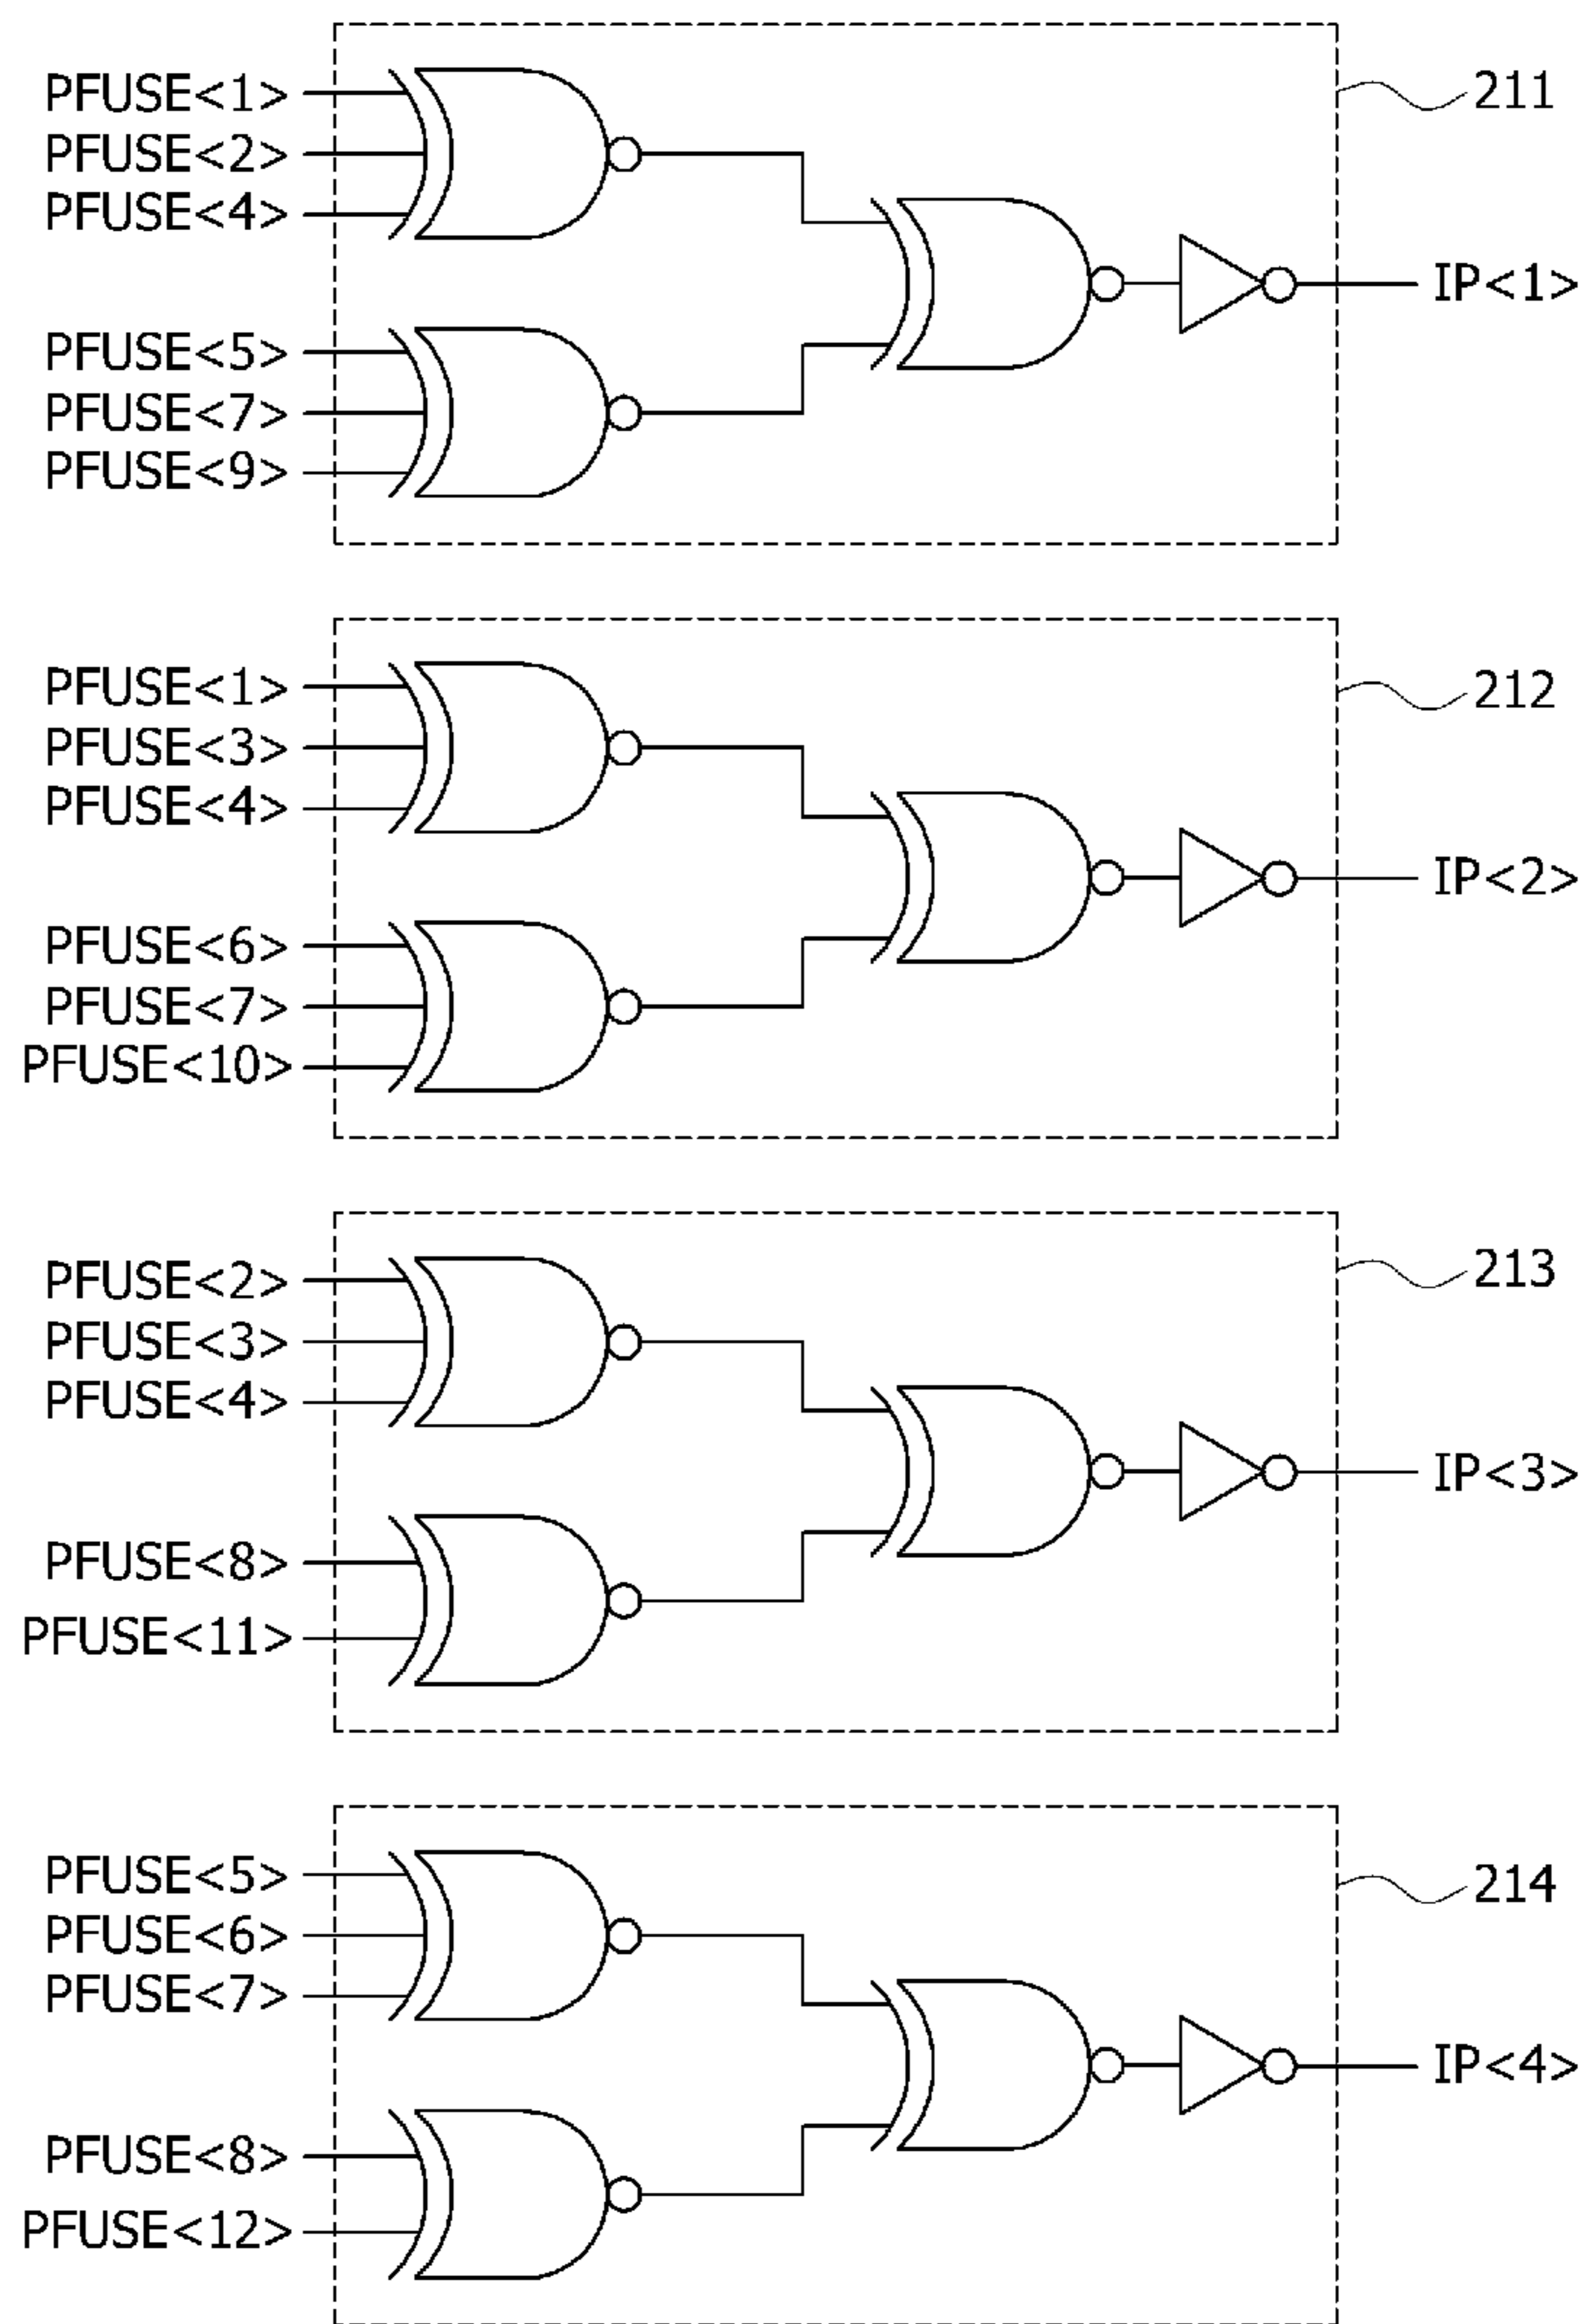 PFUSE<1>
211
PFUSE<2>
PFUSE<4>
IP<1>
PFUSE<5>
PFUSE<7>
PFUSE<9>
PFUSE<1>
212
PFUSE<3>
PFUSE<4>
IP<2>
PFUSE<6>
PFUSE<7>
PFUSE<10>
PFUSE<2>
213
PFUSE<3>
PFUSE<4>
IP<3>
PFUSE<8>
PFUSE<11>
PFUSE<5>
214
PFUSE<6>
PFUSE<7>
IP<4>
PFUSE<8>
PFUSE<12>